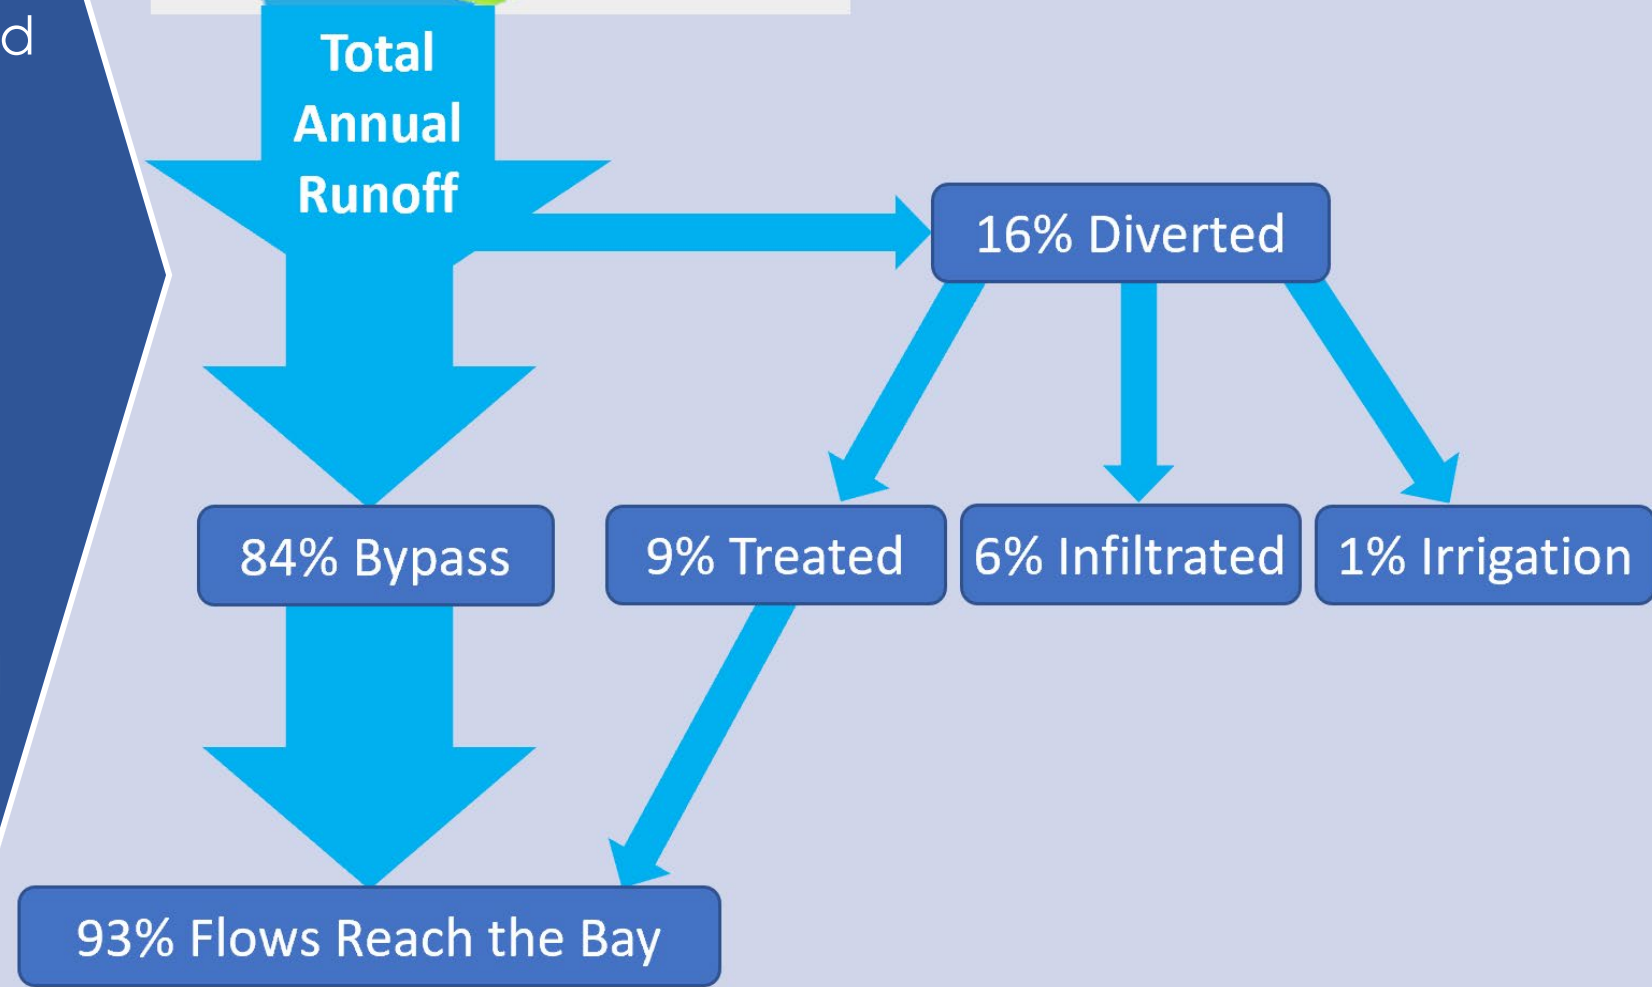 d
Total
Annual
Runoff
16% Diverted
84% Bypass
9% Treated
6% Infiltrated
1% Irrigation
93% Flows Reach the Bay